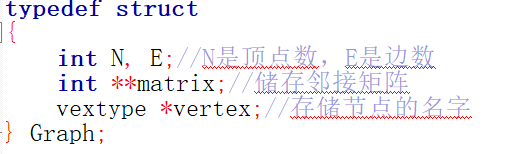 typedef struct
{
int N, E;//N是顶点数，E是边数
int **matrix;//储存邻接矩阵
vextype *vertex;//存储节点的名字
} Graph;